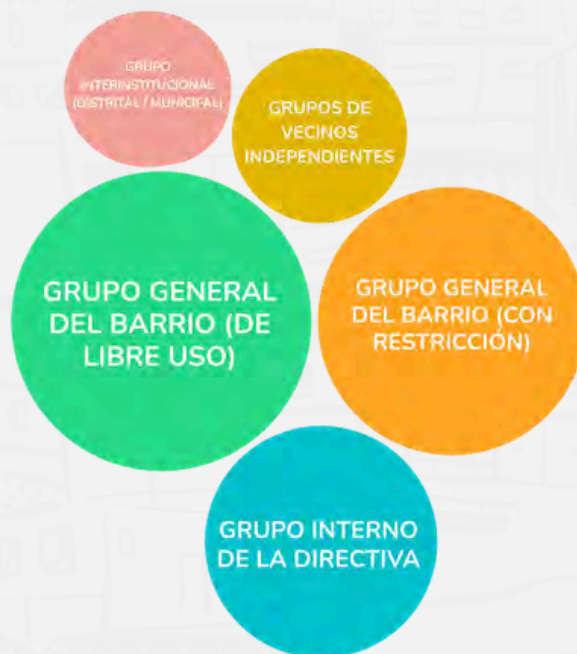 GRUPO
INTERINSTITUCIONAL
(DISTRITAL / MUNICIPAL)
GRUPOS DE
VECINOS
INDEPENDIENTES
GRUPO GENERAL
DEL BARRIO (DE
LIBRE USO)
GRUPO GENERAL
DEL BARRIO (CON
RESTRICCIÓN)
GRUPO INTERNO
DE LA DIRECTIVA